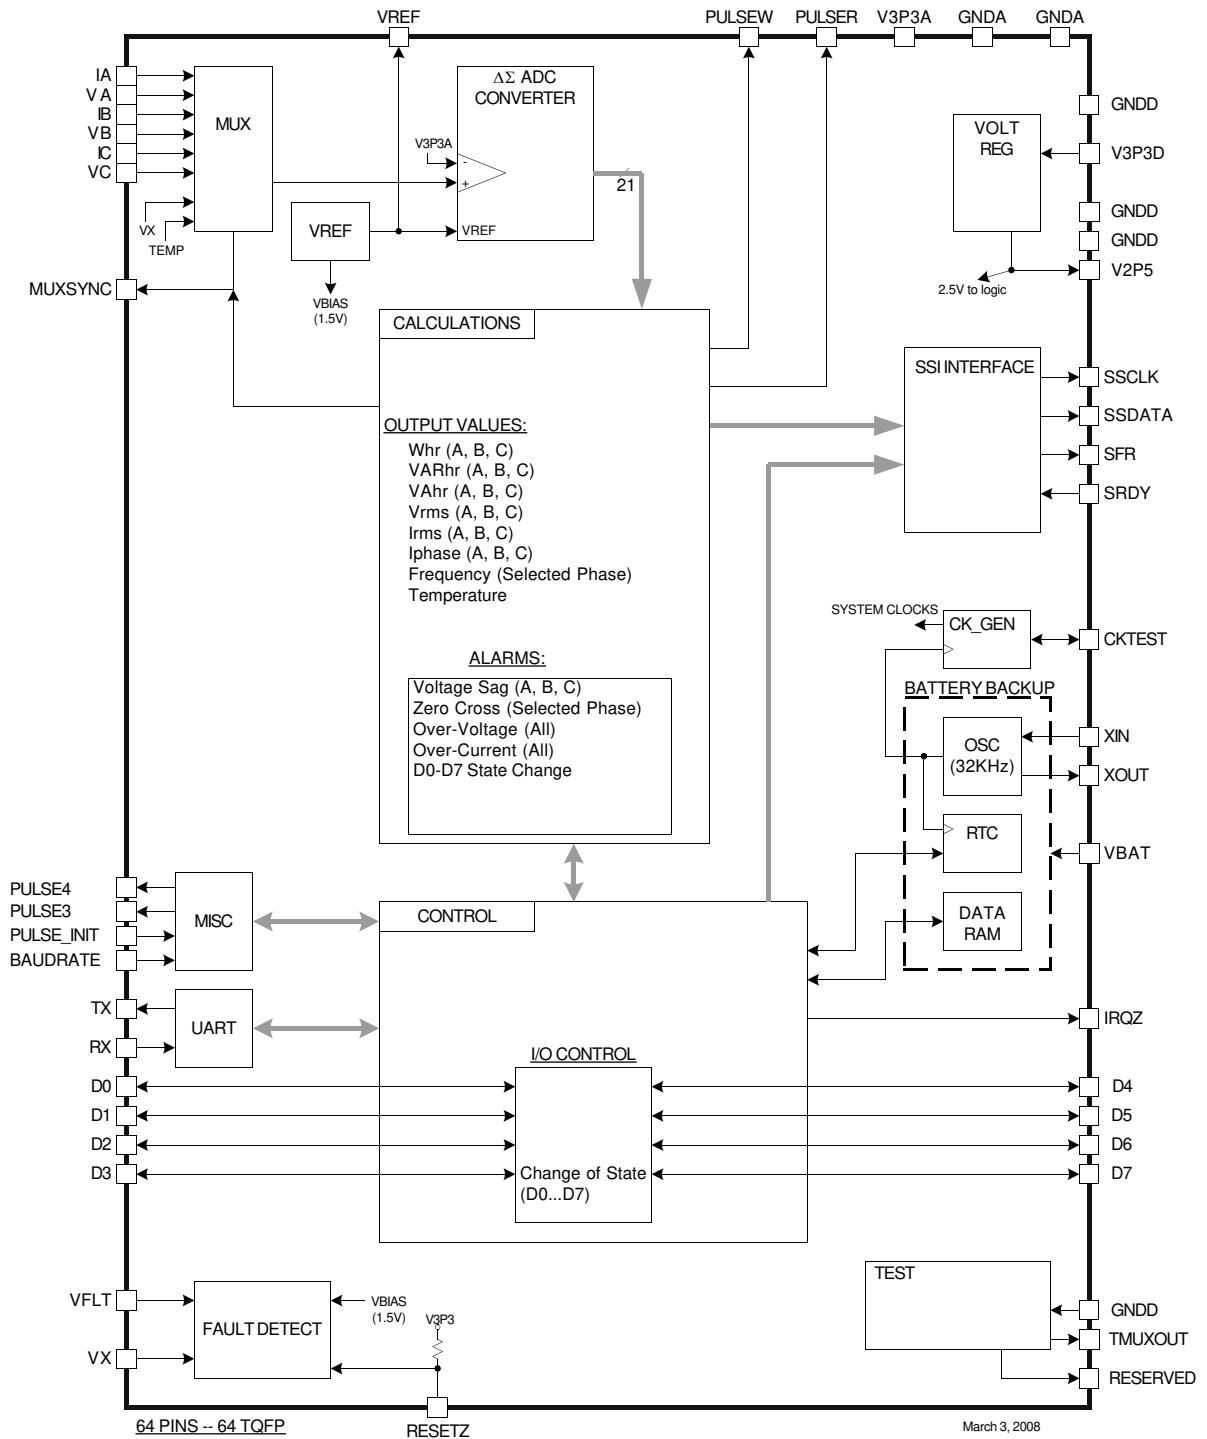 VREF
PULSEW
PULSER
V3P3A
GNDA
GNDA
IA
VA
IB
VB
IC
VC
MUX
VX
TEMP
MUXSYNC
ΔΣ ADC
CONVERTER
V3P3A
-
+
VREF
21
VREF
VBIAS
(1.5V)
VOLT
REG
GNDD
V3P3D
GNDD
GNDD
V2P5
2.5V to logic
CALCULATIONS
OUTPUT VALUES:
Whr (A, B, C)
VARhr (A, B, C)
VAhr (A, B, C)
Vrms (A, B, C)
Irms (A, B, C)
Iphase (A, B, C)
Frequency (Selected Phase)
Temperature
ALARMS:
Voltage Sag (A, B, C)
Zero Cross (Selected Phase)
Over-Voltage (All)
Over-Current (All)
D0-D7 State Change
SSI INTERFACE
SSCLK
SSDATA
SFR
SRDY
SYSTEM CLOCKS
CK_GEN
CKTEST
BATTERY BACKUP
OSC
(32KHz)
XIN
XOUT
RTC
VBAT
DATA
RAM
PULSE4
PULSE3
PULSE_INIT
BAUDRATE
MISC
CONTROL
TX
RX
UART
IRQZ
I/O CONTROL
D0
D1
D2
D3
Change of State
(D0...D7)
D4
D5
D6
D7
VFLT
VX
FAULT DETECT
VBIAS
(1.5V)
V3P3
RESETZ
TEST
GNDD
TMUXOUT
RESERVED
64 PINS -- 64 TQFP
March 3, 2008